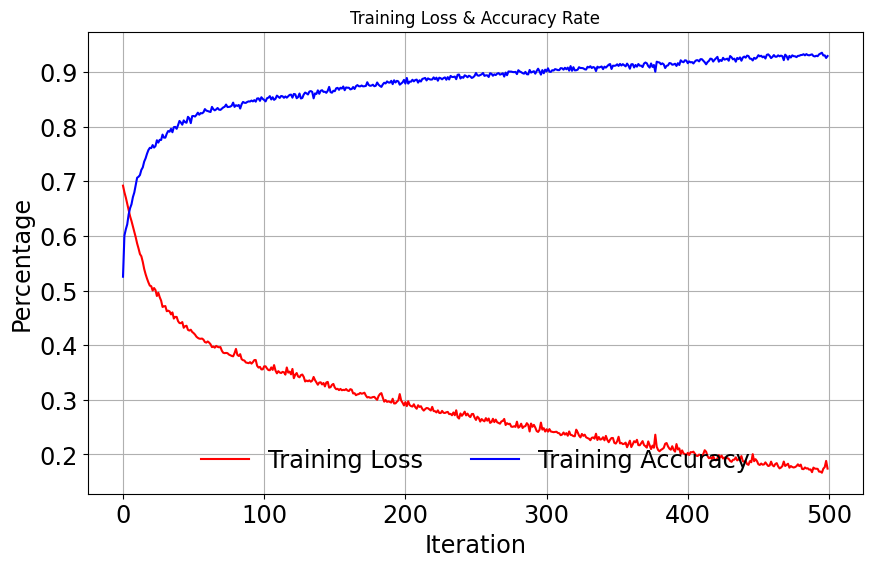 Training Loss & Accuracy Rate
0.9
0.8
0.7
0.6
0.5
0.4
0.3
0.2
Percentage
Training Loss
Training Accuracy
0 100 200 300 400 500
Iteration